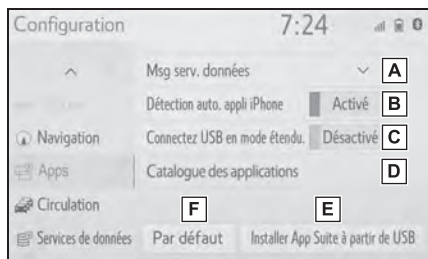 Configuration 7:24
Msg serv. données A
Détection auto. appli iPhone Activé B
Navigation Connectez USB en mode étendu. Désactivé C
Apps Catalogue des applications D
Circulation F E
Services de données Par défaut Installer App Suite à partir de USB